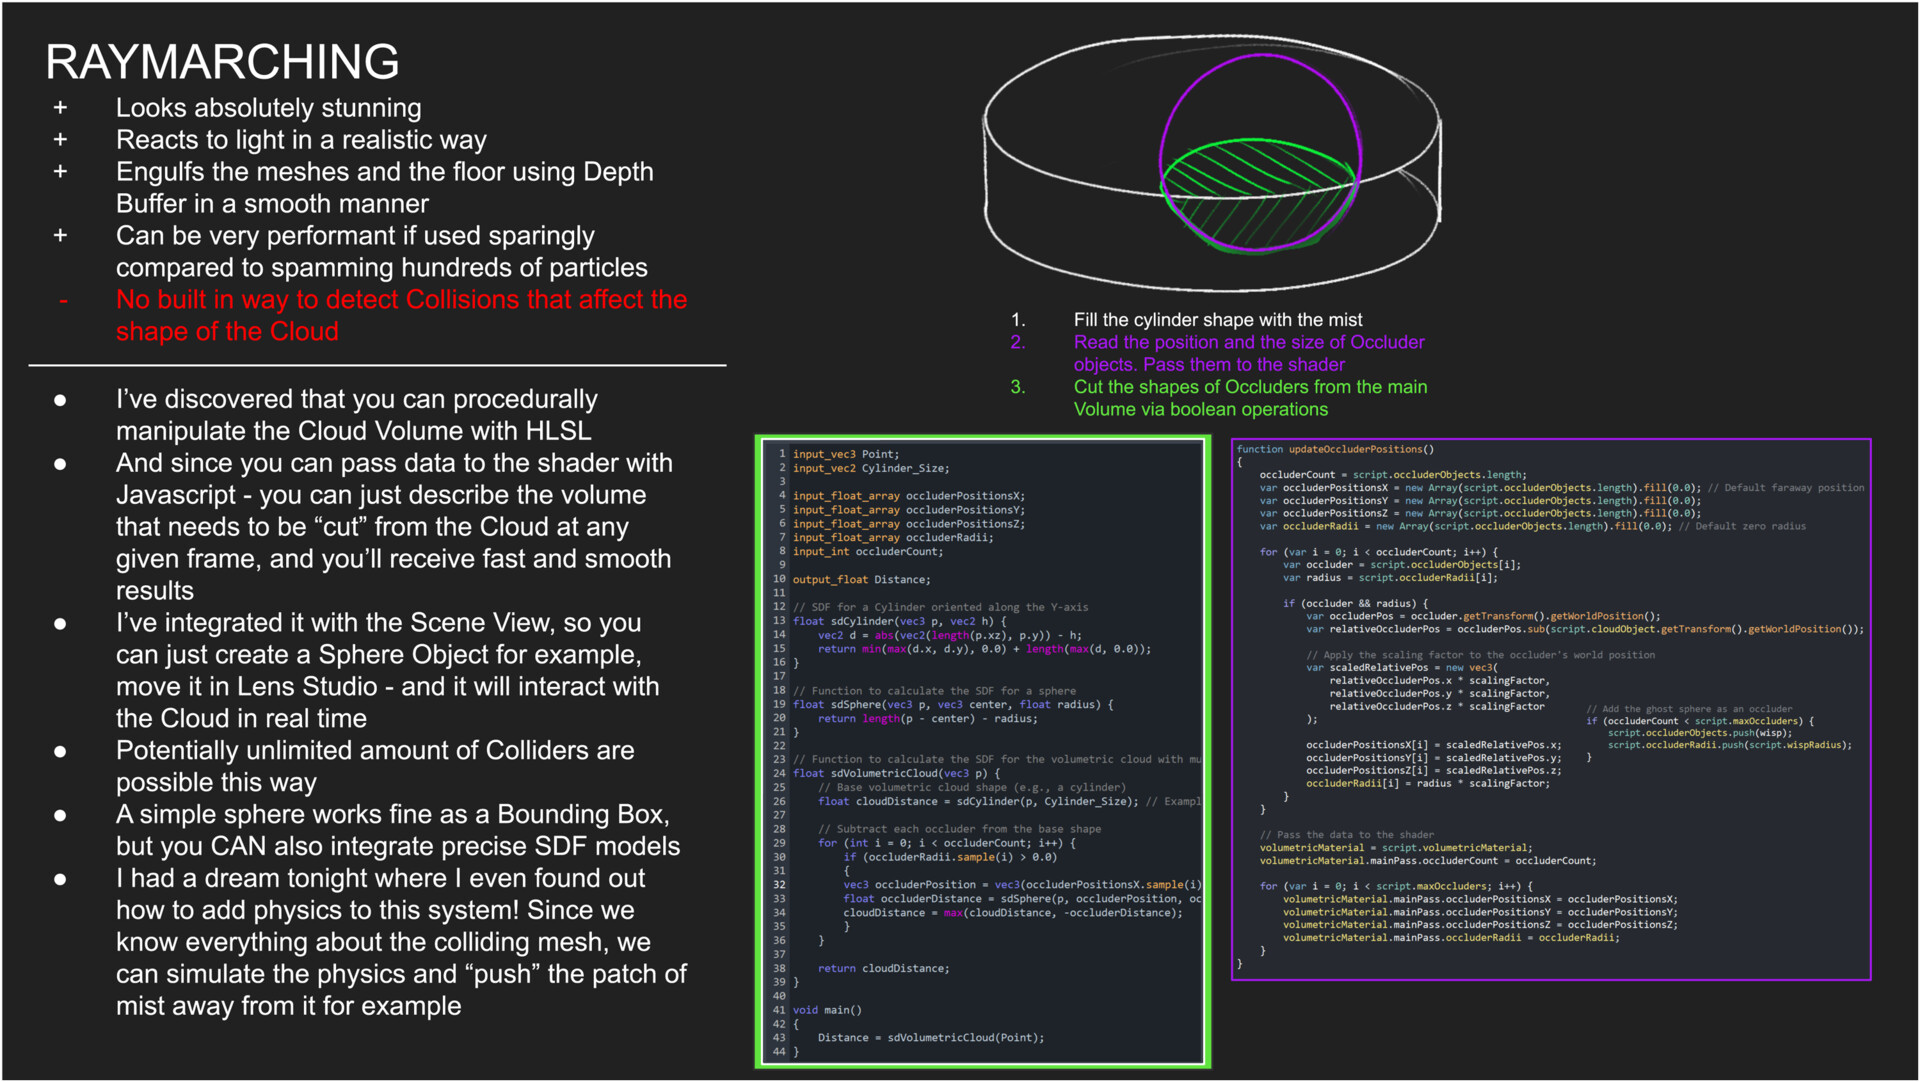 RAYMARCHING
+ Looks absolutely stunning
+ Reacts to light in a realistic way
+ Engulfs the meshes and the floor using Depth
Buffer in a smooth manner
+ Can be very performant if used sparingly
compared to spamming hundreds of particles
- No built in way to detect Collisions that affect the
shape of the Cloud
● I’ve discovered that you can procedurally
manipulate the Cloud Volume with HLSL
● And since you can pass data to the shader with
Javascript - you can just describe the volume
that needs to be “cut” from the Cloud at any
given frame, and you’ll receive fast and smooth
results
● I’ve integrated it with the Scene View, so you
can just create a Sphere Object for example,
move it in Lens Studio - and it will interact with
the Cloud in real time
● Potentially unlimited amount of Colliders are
possible this way
● A simple sphere works fine as a Bounding Box,
but you CAN also integrate precise SDF models
● I had a dream tonight where I even found out
how to add physics to this system! Since we
know everything about the colliding mesh, we
can simulate the physics and “push” the patch of
mist away from it for example
1. Fill the cylinder shape with the mist
2. Read the position and the size of Occluder
objects. Pass them to the shader
3. Cut the shapes of Occluders from the main
Volume via boolean operations
1 input_vec3 Point;
2 input_vec2 Cylinder_Size;
3
4 input_float_array occluderPositionsX;
5 input_float_array occluderPositionsY;
6 input_float_array occluderPositionsZ;
7 input_float_array occluderRadii;
8 input_int occluderCount;
9
10 output_float Distance;
11
12 // SDF for a Cylinder oriented along the Y-axis
13 float sdCylinder(vec3 p, vec2 h) {
14 vec2 d = abs(vec2(length(p.xz), p.y)) - h;
15 return min(max(d.x, d.y), 0.0) + length(max(d, 0.0));
16 }
17
18 // Function to calculate the SDF for a sphere
19 float sdSphere(vec3 p, vec3 center, float radius) {
20 return length(p - center) - radius;
21 }
22
23 // Function to calculate the SDF for the volumetric cloud with mu
24 float sdVolumetricCloud(vec3 p) {
25 // Base volumetric cloud shape (e.g., a cylinder)
26 float cloudDistance = sdCylinder(p, Cylinder_Size); // Exampl
27
28 // Subtract each occluder from the base shape
29 for (int i = 0; i < occluderCount; i++) {
30 if (occluderRadii.sample(i) > 0.0)
31 {
32 vec3 occluderPosition = vec3(occluderPositionsX.sample(i)
33 float occluderDistance = sdSphere(p, occluderPosition, oc
34 cloudDistance = max(cloudDistance, -occluderDistance);
35 }
36 }
37
38 return cloudDistance;
39 }
40
41 void main()
42 {
43 Distance = sdVolumetricCloud(Point);
44 }
function updateOccluderPositions()
{
occluderCount = script.occluderObjects.length;
var occluderPositionsX = new Array(script.occluderObjects.length).fill(0.0); // Default faraway position
var occluderPositionsY = new Array(script.occluderObjects.length).fill(0.0);
var occluderPositionsZ = new Array(script.occluderObjects.length).fill(0.0);
var occluderRadii = new Array(script.occluderObjects.length).fill(0.0); // Default zero radius
for (var i = 0; i < occluderCount; i++) {
var occluder = script.occluderObjects[i];
var radius = script.occluderRadii[i];
if (occluder && radius) {
var occluderPos = occluder.getTransform().getWorldPosition();
var relativeOccluderPos = occluderPos.sub(script.cloudObject.getTransform().getWorldPosition());
// Apply the scaling factor to the occluder's world position
var scaledRelativePos = new vec3(
relativeOccluderPos.x * scalingFactor,
relativeOccluderPos.y * scalingFactor,
relativeOccluderPos.z * scalingFactor
);
occluderPositionsX[i] = scaledRelativePos.x;
occluderPositionsY[i] = scaledRelativePos.y;
occluderPositionsZ[i] = scaledRelativePos.z;
occluderRadii[i] = radius * scalingFactor;
}
}
// Add the ghost sphere as an occluder
if (occluderCount < script.maxOccluders) {
script.occluderObjects.push(wisp);
script.occluderRadii.push(script.wispRadius);
}
// Pass the data to the shader
volumetricMaterial = script.volumetricMaterial;
volumetricMaterial.mainPass.occluderCount = occluderCount;
for (var i = 0; i < script.maxOccluders; i++) {
volumetricMaterial.mainPass.occluderPositionsX = occluderPositionsX;
volumetricMaterial.mainPass.occluderPositionsY = occluderPositionsY;
volumetricMaterial.mainPass.occluderPositionsZ = occluderPositionsZ;
volumetricMaterial.mainPass.occluderRadii = occluderRadii;
}
}